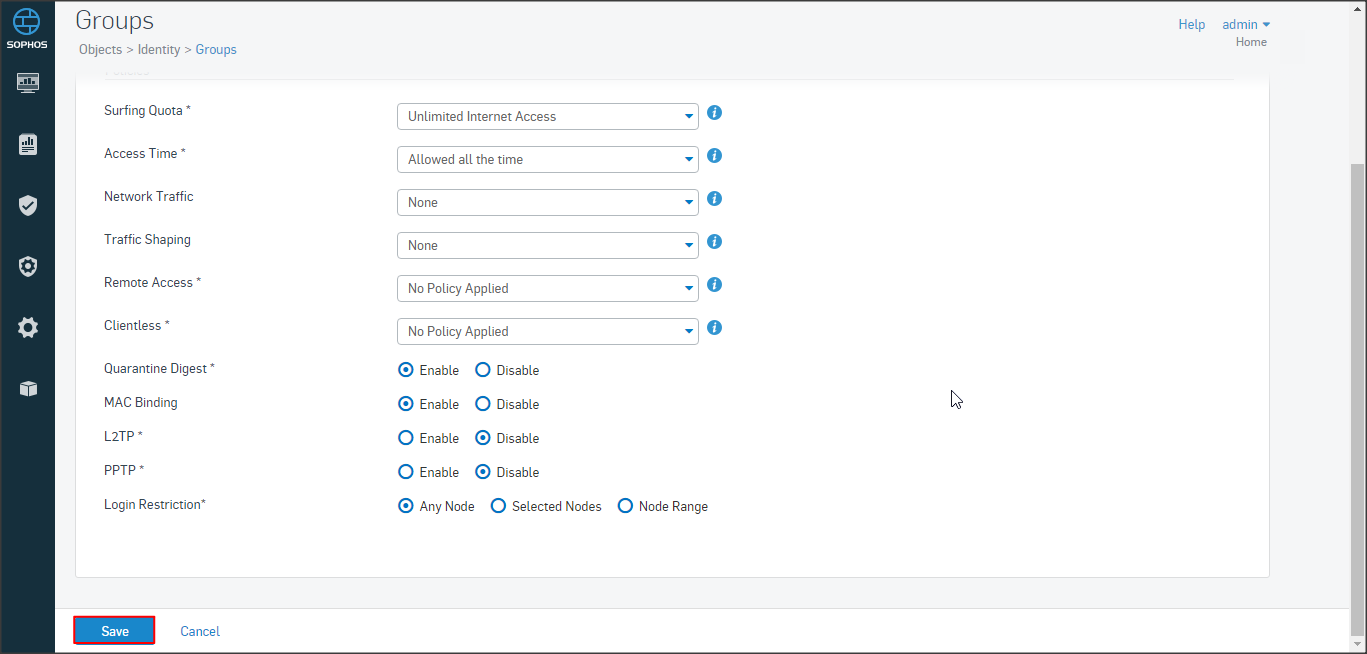 SOPHOS
Groups
Help admin
Objects > Identity > Groups
Home
Policies
Surfing Quota * Unlimited Internet Access
Access Time * Allowed all the time
Network Traffic None
Traffic Shaping None
Remote Access * No Policy Applied
Clientless * No Policy Applied
Quarantine Digest * Enable Disable
MAC Binding Enable Disable
L2TP * Enable Disable
PPTP * Enable Disable
Login Restriction* Any Node Selected Nodes Node Range
Save Cancel